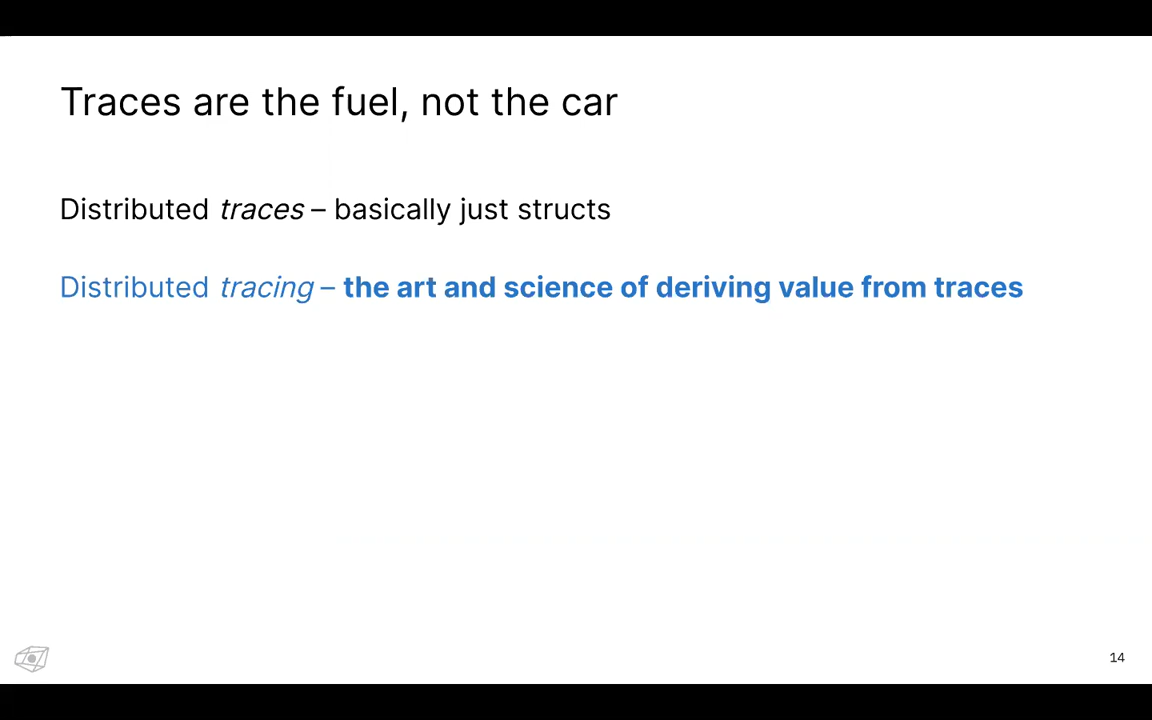 Traces are the fuel, not the car
Distributed traces – basically just structs
Distributed tracing – the art and science of deriving value from traces
14